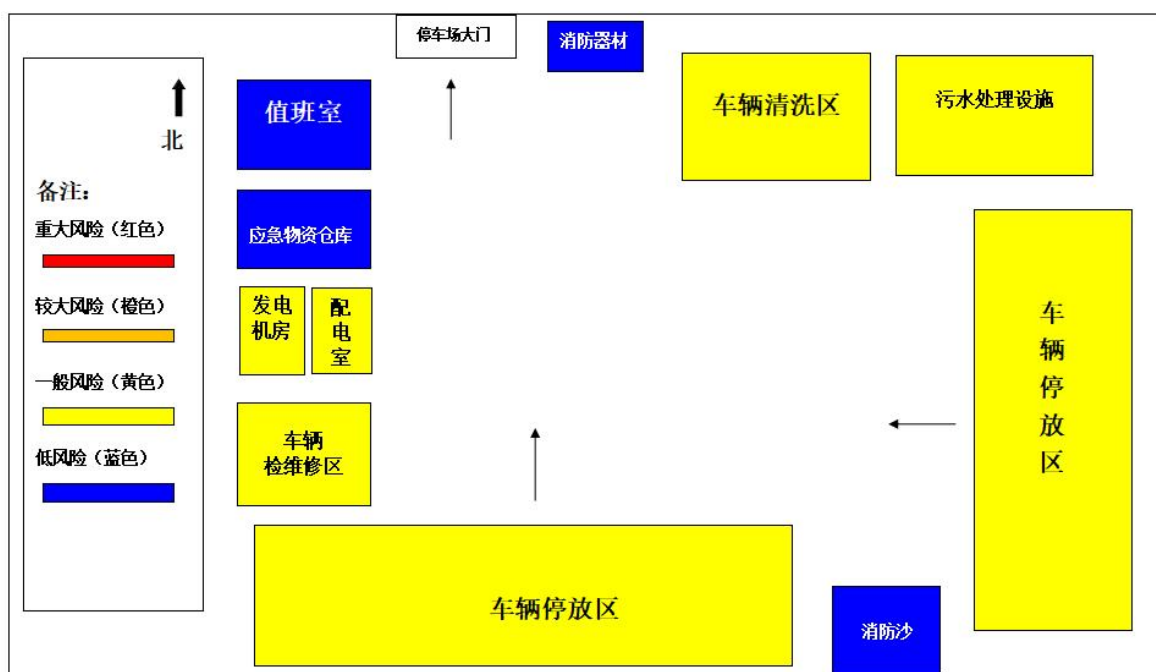 停车场大门
消防器材
值班室
车辆清洗区
污水处理设施
北
备注：
重大风险（红色）
较大风险（橙色）
一般风险（黄色）
低风险（蓝色）
应急物资仓库
发电
机房
配
电
室
车辆
检维修区
车
辆
停
放
区
车辆停放区
消防沙